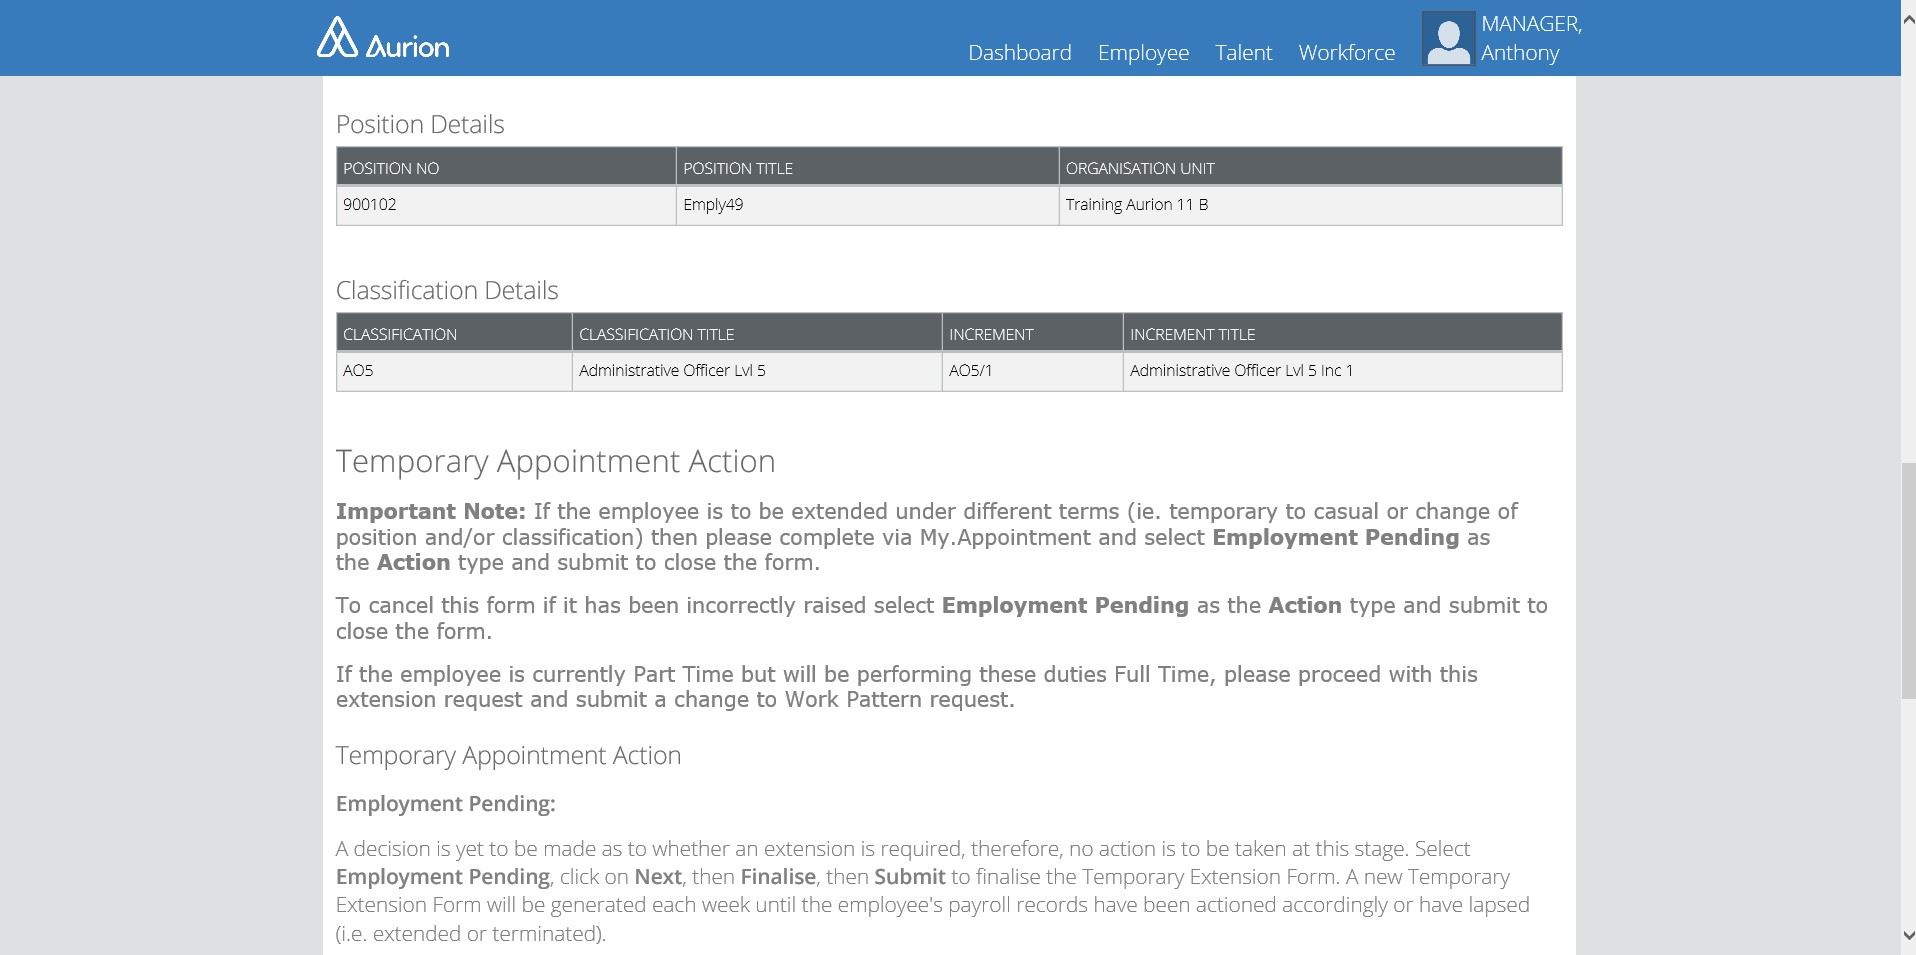 Aurion
Dashboard Employee Talent Workforce
MANAGER,
Anthony
Position Details
POSITION NO POSITION TITLE ORGANISATION UNIT
900102 Emply49 Training Aurion 11 B
Classification Details
CLASSIFICATION CLASSIFICATION TITLE INCREMENT INCREMENT TITLE
AO5 Administrative Officer Lvl 5 AO5/1 Administrative Officer Lvl 5 Inc 1
Temporary Appointment Action
Important Note: If the employee is to be extended under different terms (ie. temporary to casual or change of
position and/or classification) then please complete via My.Appointment and select Employment Pending as
the Action type and submit to close the form.
To cancel this form if it has been incorrectly raised select Employment Pending as the Action type and submit to
close the form.
If the employee is currently Part Time but will be performing these duties Full Time, please proceed with this
extension request and submit a change to Work Pattern request.
Temporary Appointment Action
Employment Pending:
A decision is yet to be made as to whether an extension is required, therefore, no action is to be taken at this stage. Select
Employment Pending, click on Next, then Finalise, then Submit to finalise the Temporary Extension Form. A new Temporary
Extension Form will be generated each week until the employee's payroll records have been actioned accordingly or have lapsed
(i.e. extended or terminated).